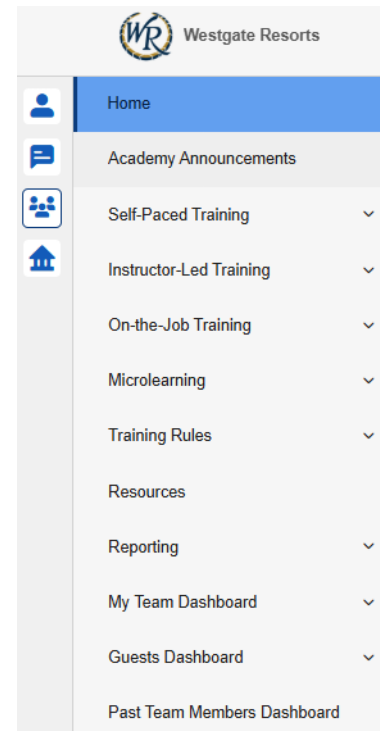 WR Westgate Resorts
Home
Academy Announcements
Self-Paced Training
Instructor-Led Training
On-the-Job Training
Microlearning
Training Rules
Resources
Reporting
My Team Dashboard
Guests Dashboard
Past Team Members Dashboard